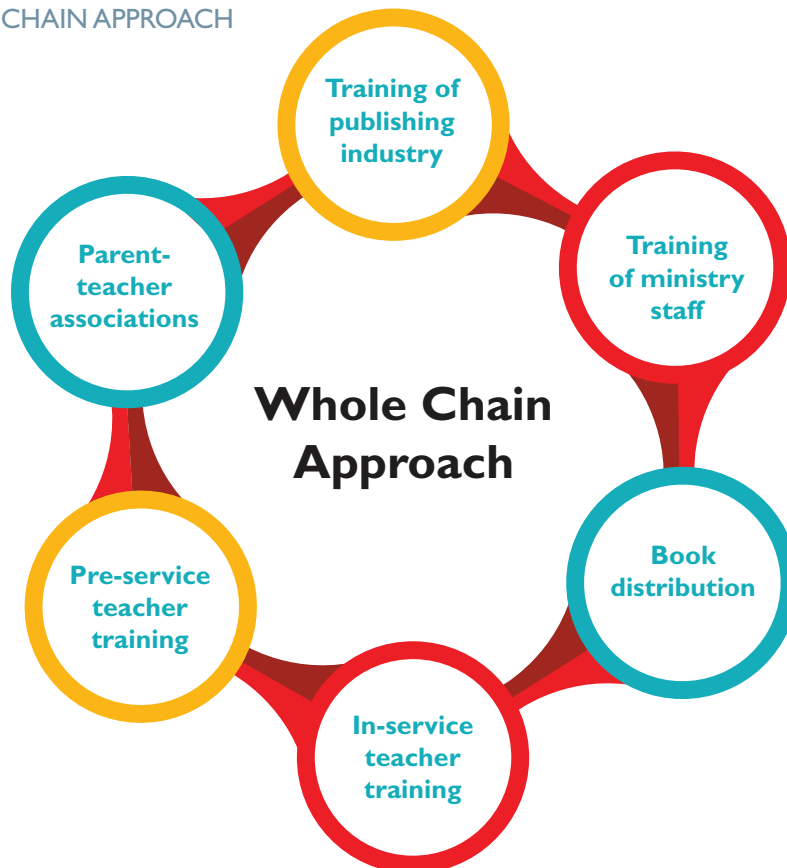 CHAIN APPROACH
Training of
publishing
industry
Training
of ministry
staff
Parent-
teacher
associations
Whole Chain
Approach
Book
distribution
Pre-service
teacher
training
In-service
teacher
training